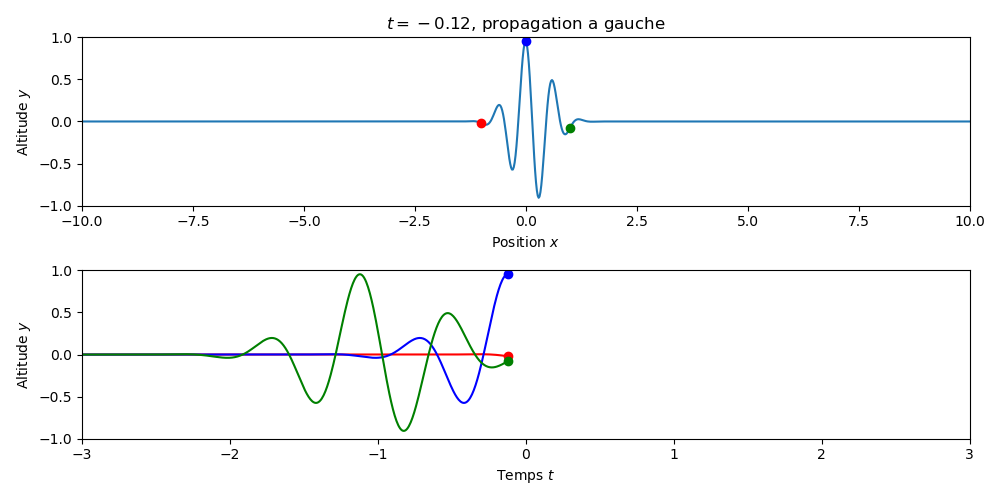 t = −0.12, propagation a gauche
1.0
0.5
0.0
−0.5
−1.0
Altitude y
−10.0 −7.5 −5.0 −2.5 0.0 2.5 5.0 7.5 10.0
Position x
1.0
0.5
0.0
−0.5
−1.0
Altitude y
−3 −2 −1 0 1 2 3
Temps t